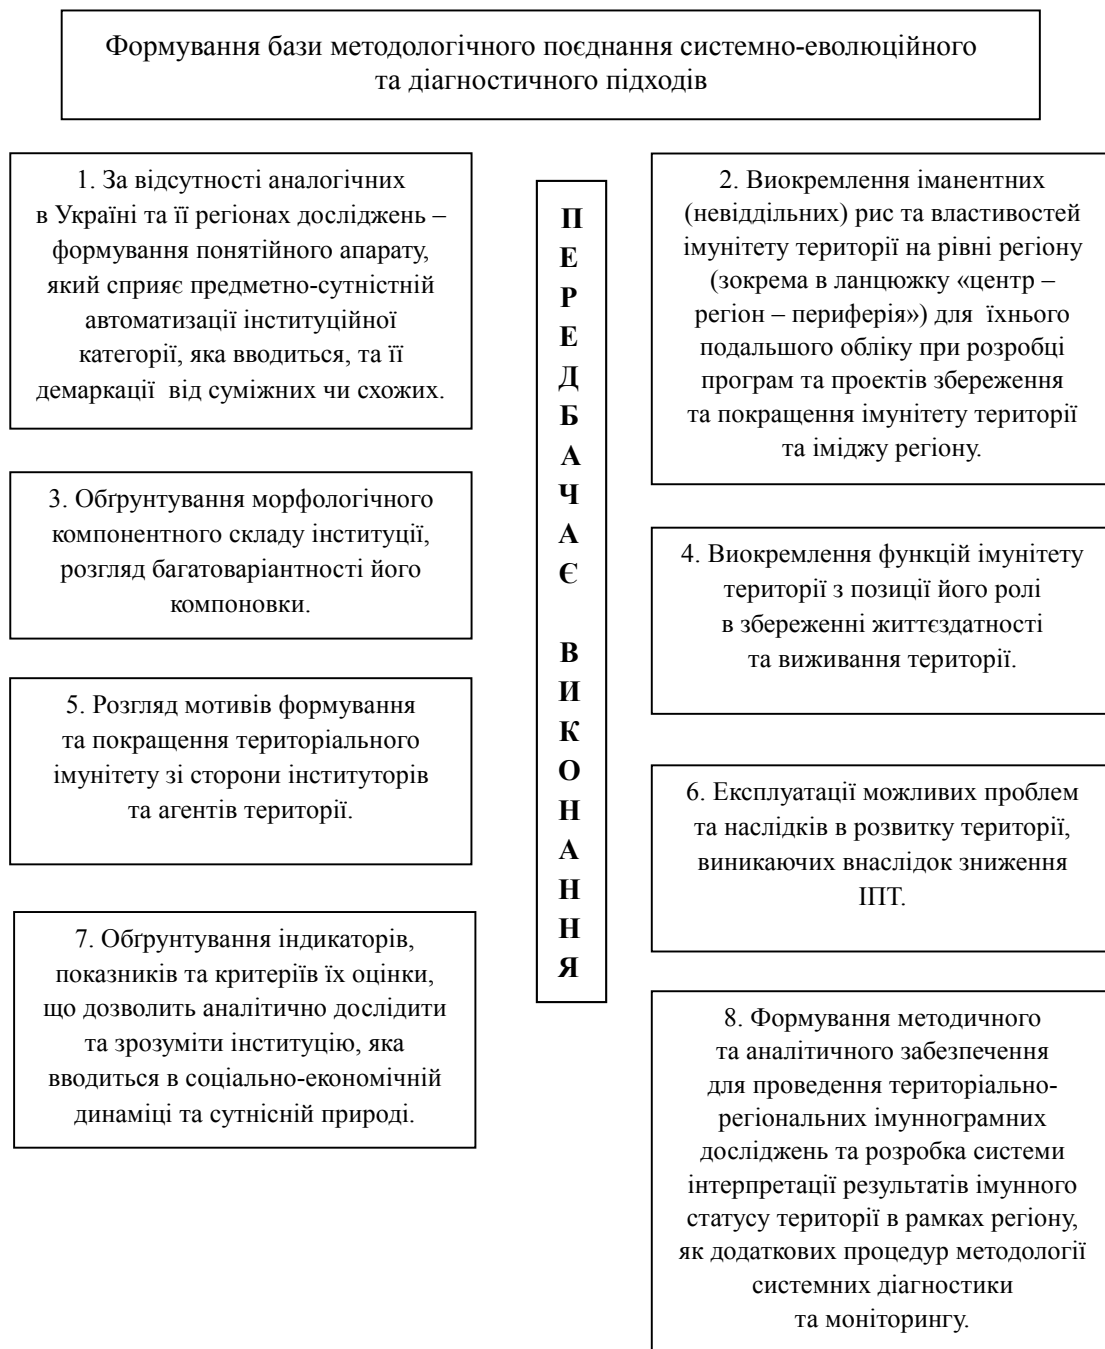 Формування бази методологічного поєднання системно-еволюційного
та діагностичного підходів
1. За відсутності аналогічних
в Україні та її регіонах досліджень –
формування понятійного апарату,
який сприяє предметно-сутністній
автоматизації інституційної
категорії, яка вводиться, та її
демаркації від суміжних чи схожих.
ПЕРЕДБАЧАЄ ВИКОНАННЯ
2. Виокремлення іманентних
(невіддільних) рис та властивостей
імунітету території на рівні регіону
(зокрема в ланцюжку «центр –
регіон – периферія») для їхнього
подальшого обліку при розробці
програм та проектів збереження
та покращення імунітету території
та іміджу регіону.
3. Обґрунтування морфологічного
компонентного складу інституції,
розгляд багатоваріантності його
компоновки.
4. Виокремлення функцій імунітету
території з позиції його ролі
в збереженні життєздатності
та виживання території.
5. Розгляд мотивів формування
та покращення територіального
імунітету зі сторони інституторів
та агентів території.
6. Експлуатації можливих проблем
та наслідків в розвитку території,
виникаючих внаслідок зниження
ІПТ.
7. Обґрунтування індикаторів,
показників та критеріїв їх оцінки,
що дозволить аналітично дослідити
та зрозуміти інституцію, яка
вводиться в соціально-економічній
динаміці та сутнісній природі.
8. Формування методичного
та аналітичного забезпечення
для проведення територіально-
регіональних імуннограмних
досліджень та розробка системи
інтерпретації результатів імунного
статусу території в рамках регіону,
як додаткових процедур методології
системних діагностики
та моніторингу.